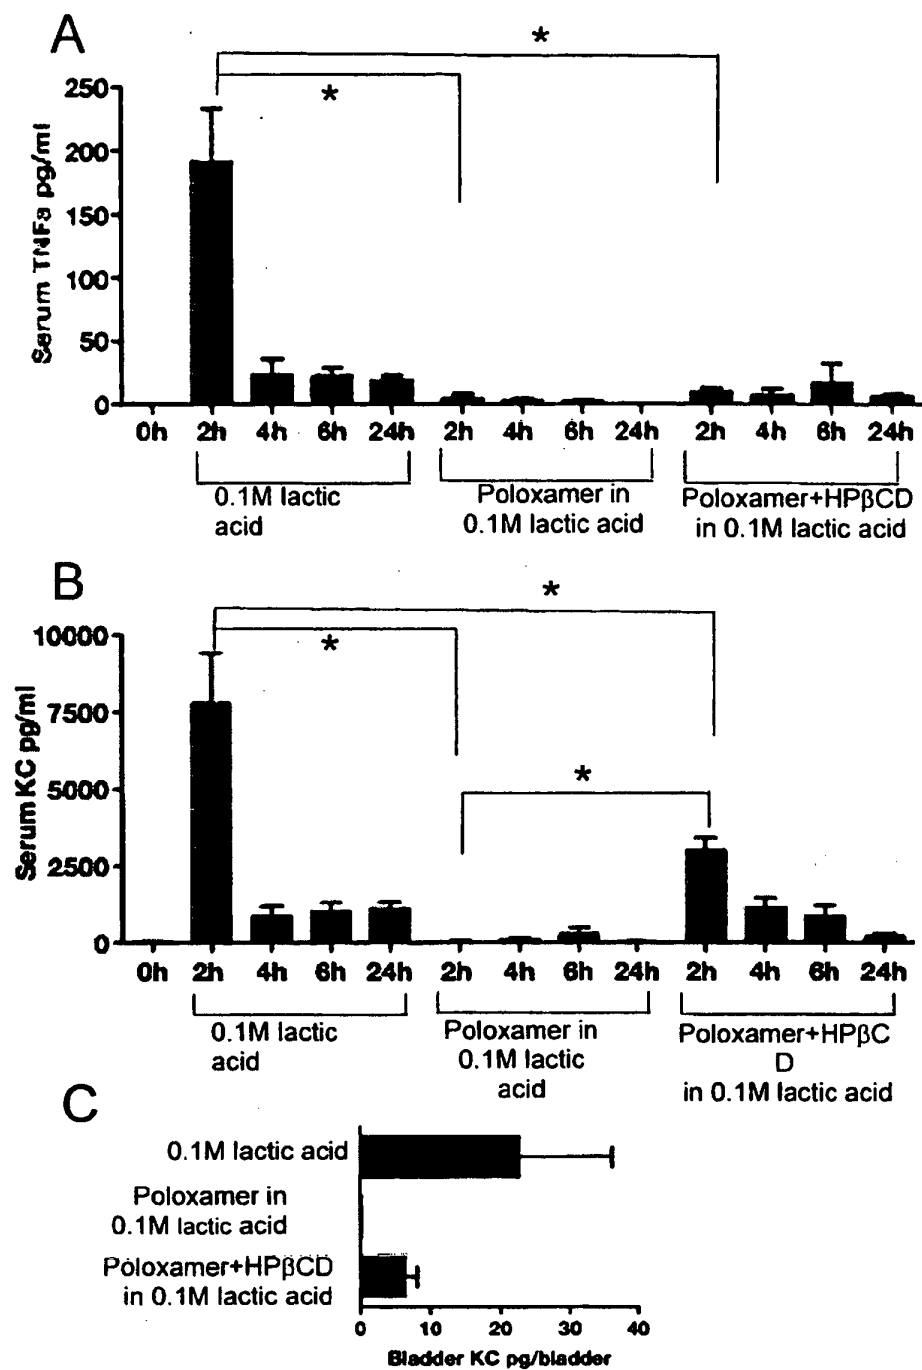 A
*
*
250
200
150
100
50
0
Serum TNFa pg/ml
0h 2h 4h 6h 24h 2h 4h 6h 24h 2h 4h 6h 24h
0.1M lactic
acid
Poloxamer in
0.1M lactic acid
Poloxamer+HPβCD
in 0.1M lactic acid
B
*
*
*
10000
7500
5000
2500
0
Serum KC pg/ml
0h 2h 4h 6h 24h 2h 4h 6h 24h 2h 4h 6h 24h
0.1M lactic
acid
Poloxamer in
0.1M lactic
acid
Poloxamer+HPβC
D
in 0.1M lactic acid
C
0.1M lactic acid
Poloxamer in
0.1M lactic acid
Poloxamer+HPβCD
in 0.1M lactic acid
0 10 20 30 40
Bladder KC pg/bladder